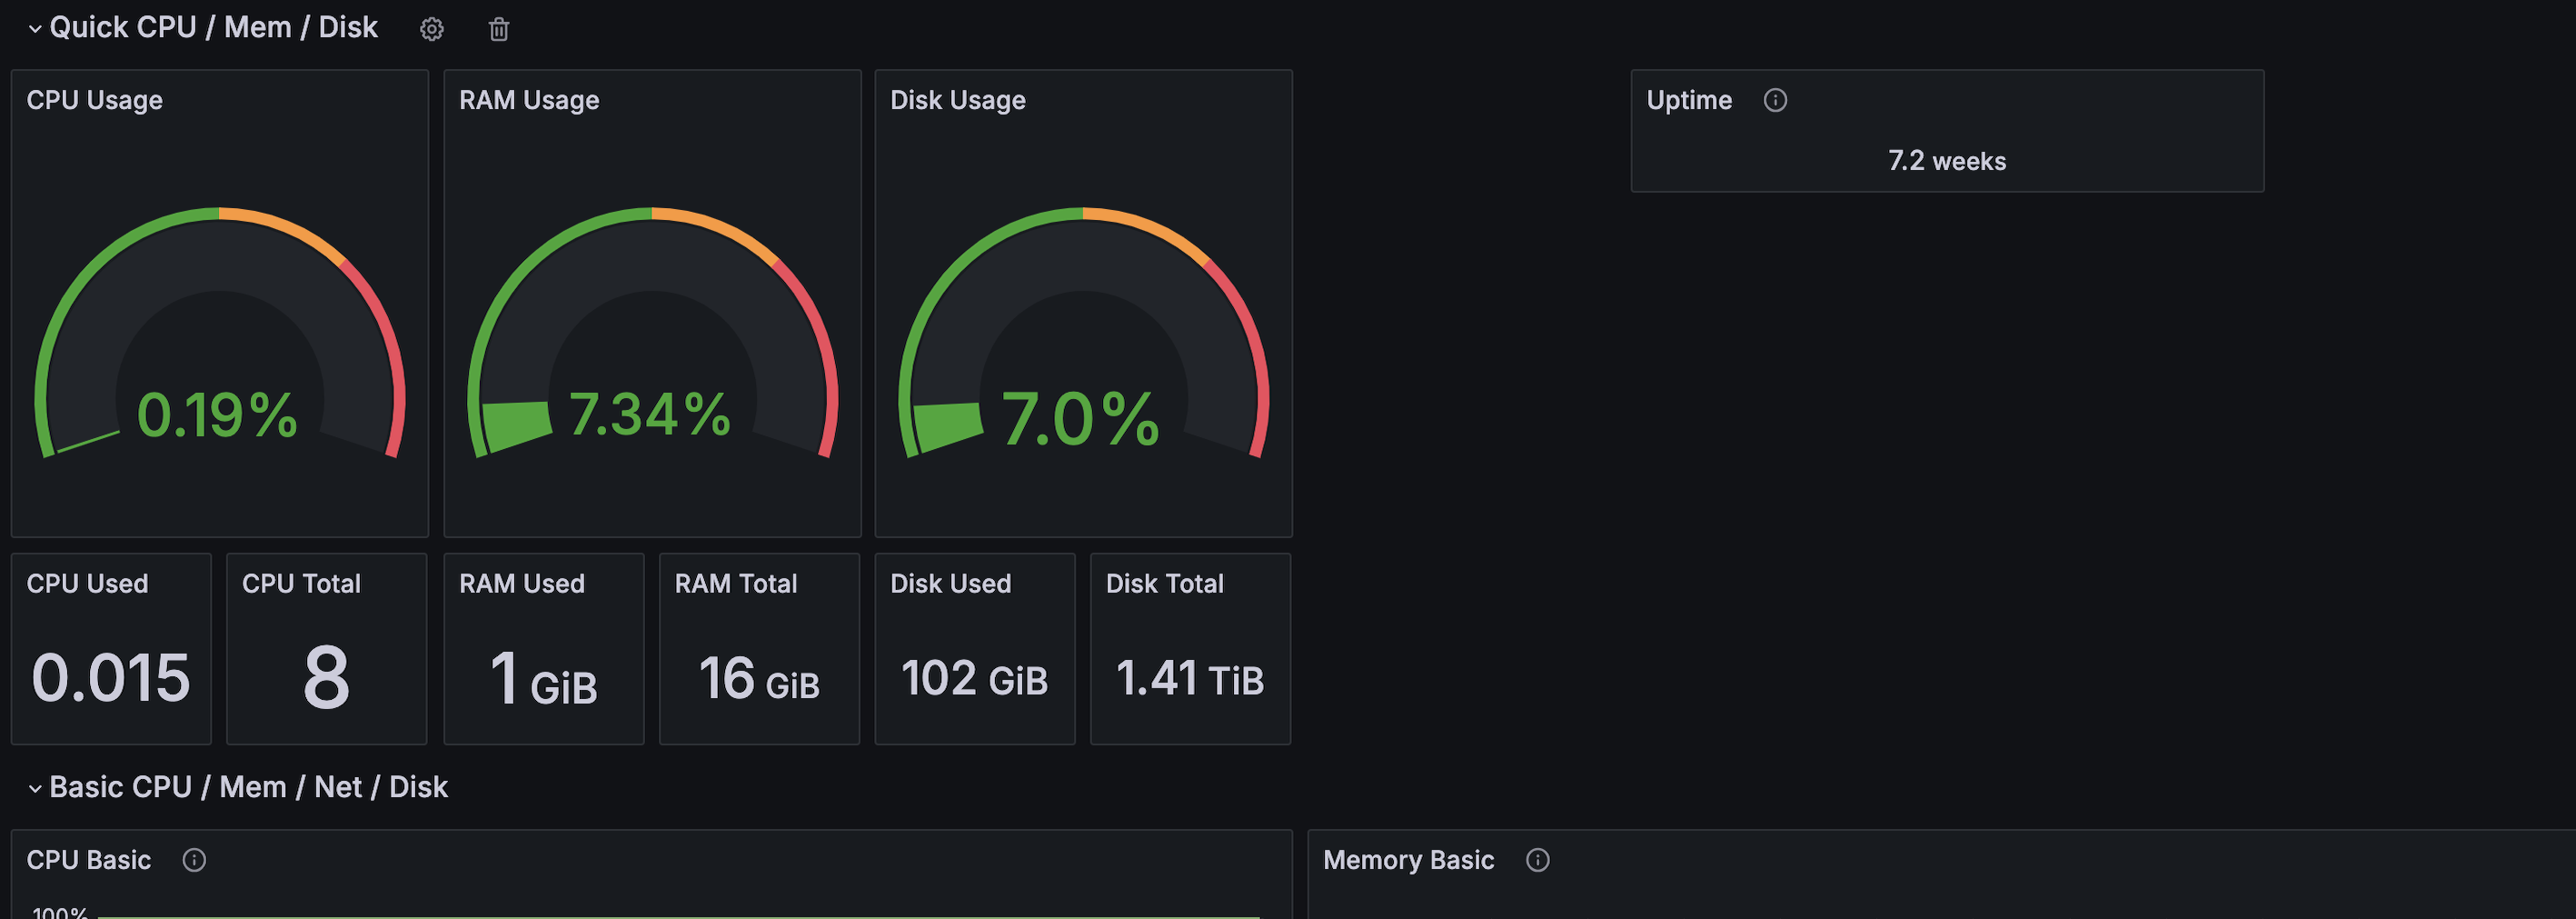 Quick CPU / Mem / Disk
CPU Usage
0.19%
RAM Usage
7.34%
Disk Usage
7.0%
Uptime
7.2 weeks
CPU Used
0.015
CPU Total
8
RAM Used
1 GiB
RAM Total
16 GiB
Disk Used
102 GiB
Disk Total
1.41 TiB
Basic CPU / Mem / Net / Disk
CPU Basic
100%
Memory Basic